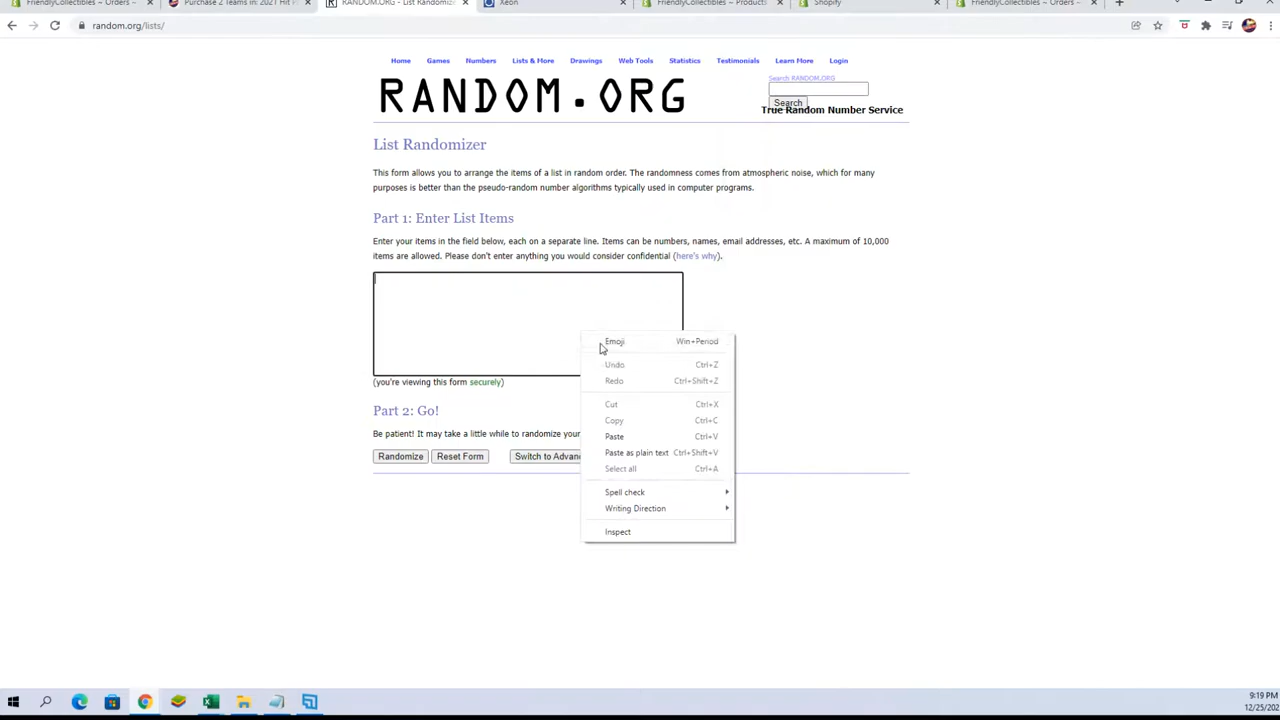 FriendlyCollectibles - Orders -
Purchase 2 Teams in: 2021 Hit P
RANDOM.ORG - List Randomize
Xeon
FriendlyCollectibles ~ Products
Shopify
FriendlyCollectibles ~ Orders ~
random.org/lists/
Home Games Numbers Lists & More Drawings Web Tools Statistics Testimonials Learn More Login
RANDOM.ORG
Search RANDOM.ORG
Search
True Random Number Service
List Randomizer
This form allows you to arrange the items of a list in random order. The randomness comes from atmospheric noise, which for many
purposes is better than the pseudo-random number algorithms typically used in computer programs.
Part 1: Enter List Items
Enter your items in the field below, each on a separate line. Items can be numbers, names, email addresses, etc. A maximum of 10,000
items are allowed. Please don't enter anything you would consider confidential (here's why).
Emoji Win+Period
Undo Ctrl+Z
Redo Ctrl+Shift+Z
Cut Ctrl+X
Copy Ctrl+C
Paste Ctrl+V
Paste as plain text Ctrl+Shift+V
Select all Ctrl+A
Spell check
Writing Direction
Inspect
(you're viewing this form securely)
Part 2: Go!
Be patient! It may take a little while to randomize your
Randomize Reset Form Switch to Advan
9:19 PM
12/25/202